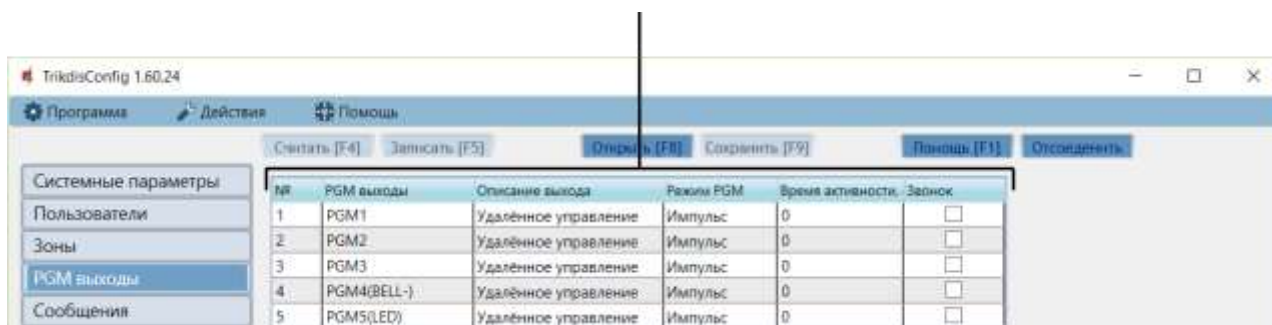 TrikdisConfig 1.60.24
Программа Действия Помощь
Считать [F4] Записать [F5] Открыть [F8] Сохранить [F9] Помощь [F1] Отсоеденить
Системные параметры
Пользователи
Зоны
PGM выходы
Сообщения
№ PGM выходы Описание выхода Режим PGM Время активности, Звонок
1 PGM1 Удалённое управление Импульс 0
2 PGM2 Удалённое управление Импульс 0
3 PGM3 Удалённое управление Импульс 0
4 PGM4(BELL-) Удалённое управление Импульс 0
5 PGM5(LED) Удалённое управление Импульс 0